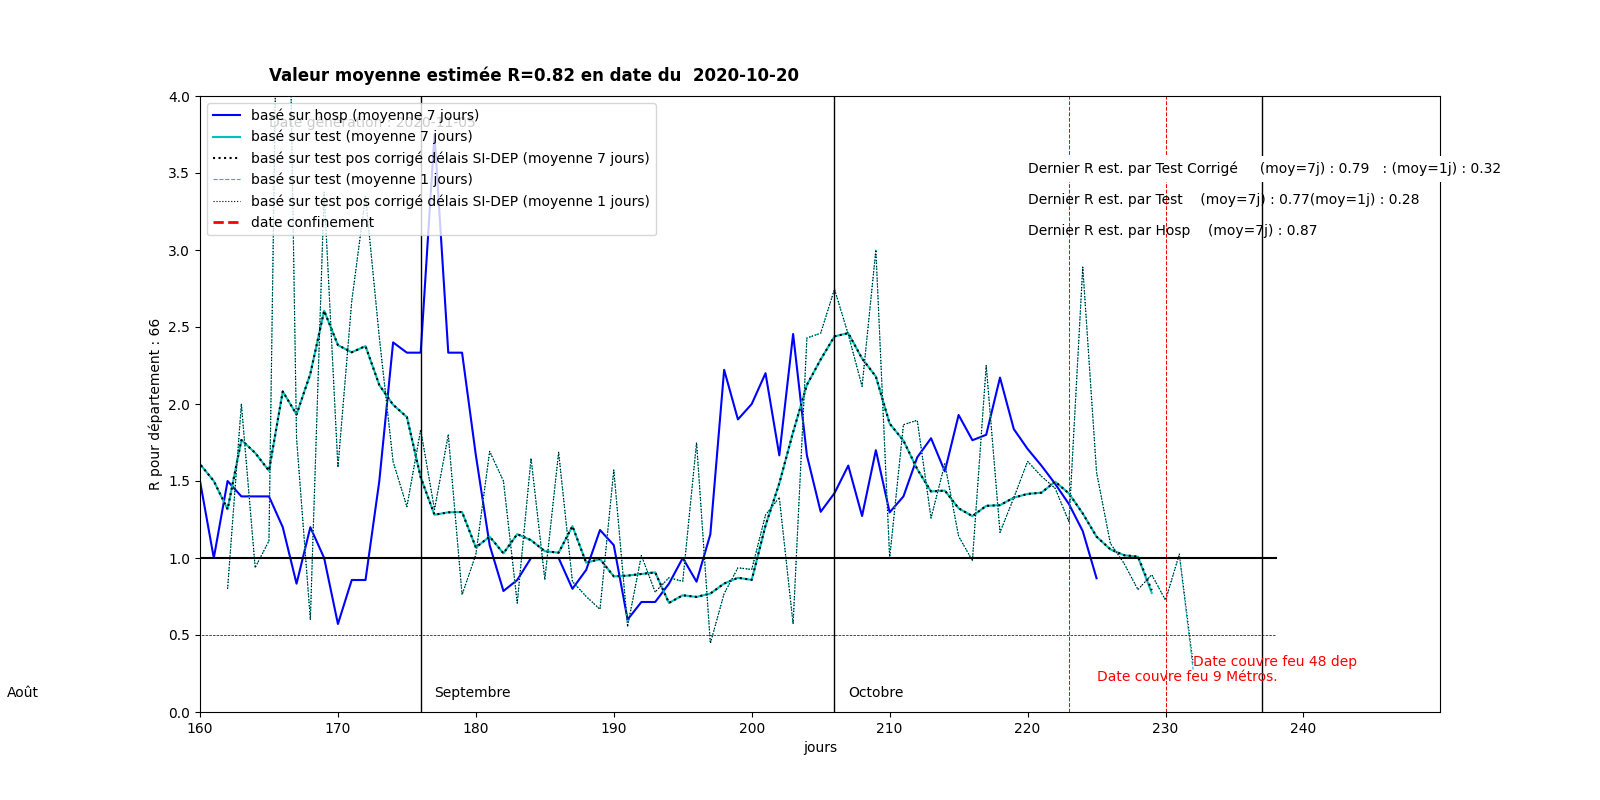 Valeur moyenne estimée R=0.82 en date du  2020-10-20
Date génération : 2020-11-05
basé sur hosp (moyenne 7 jours)
basé sur test (moyenne 7 jours)
basé sur test pos corrigé délais SI-DEP (moyenne 7 jours)
basé sur test (moyenne 1 jours)
basé sur test pos corrigé délais SI-DEP (moyenne 1 jours)
date confinement
Dernier R est. par Test Corrigé     (moy=7j) : 0.79   : (moy=1j) : 0.32
Dernier R est. par Test    (moy=7j) : 0.77(moy=1j) : 0.28
Dernier R est. par Hosp    (moy=7j) : 0.87
R pour département : 66
4.0
3.5
3.0
2.5
2.0
1.5
1.0
0.5
0.0
Date couvre feu 48 dep
Date couvre feu 9 Métros.
Août
Septembre
Octobre
160 170 180 190 200 210 220 230 240
jours